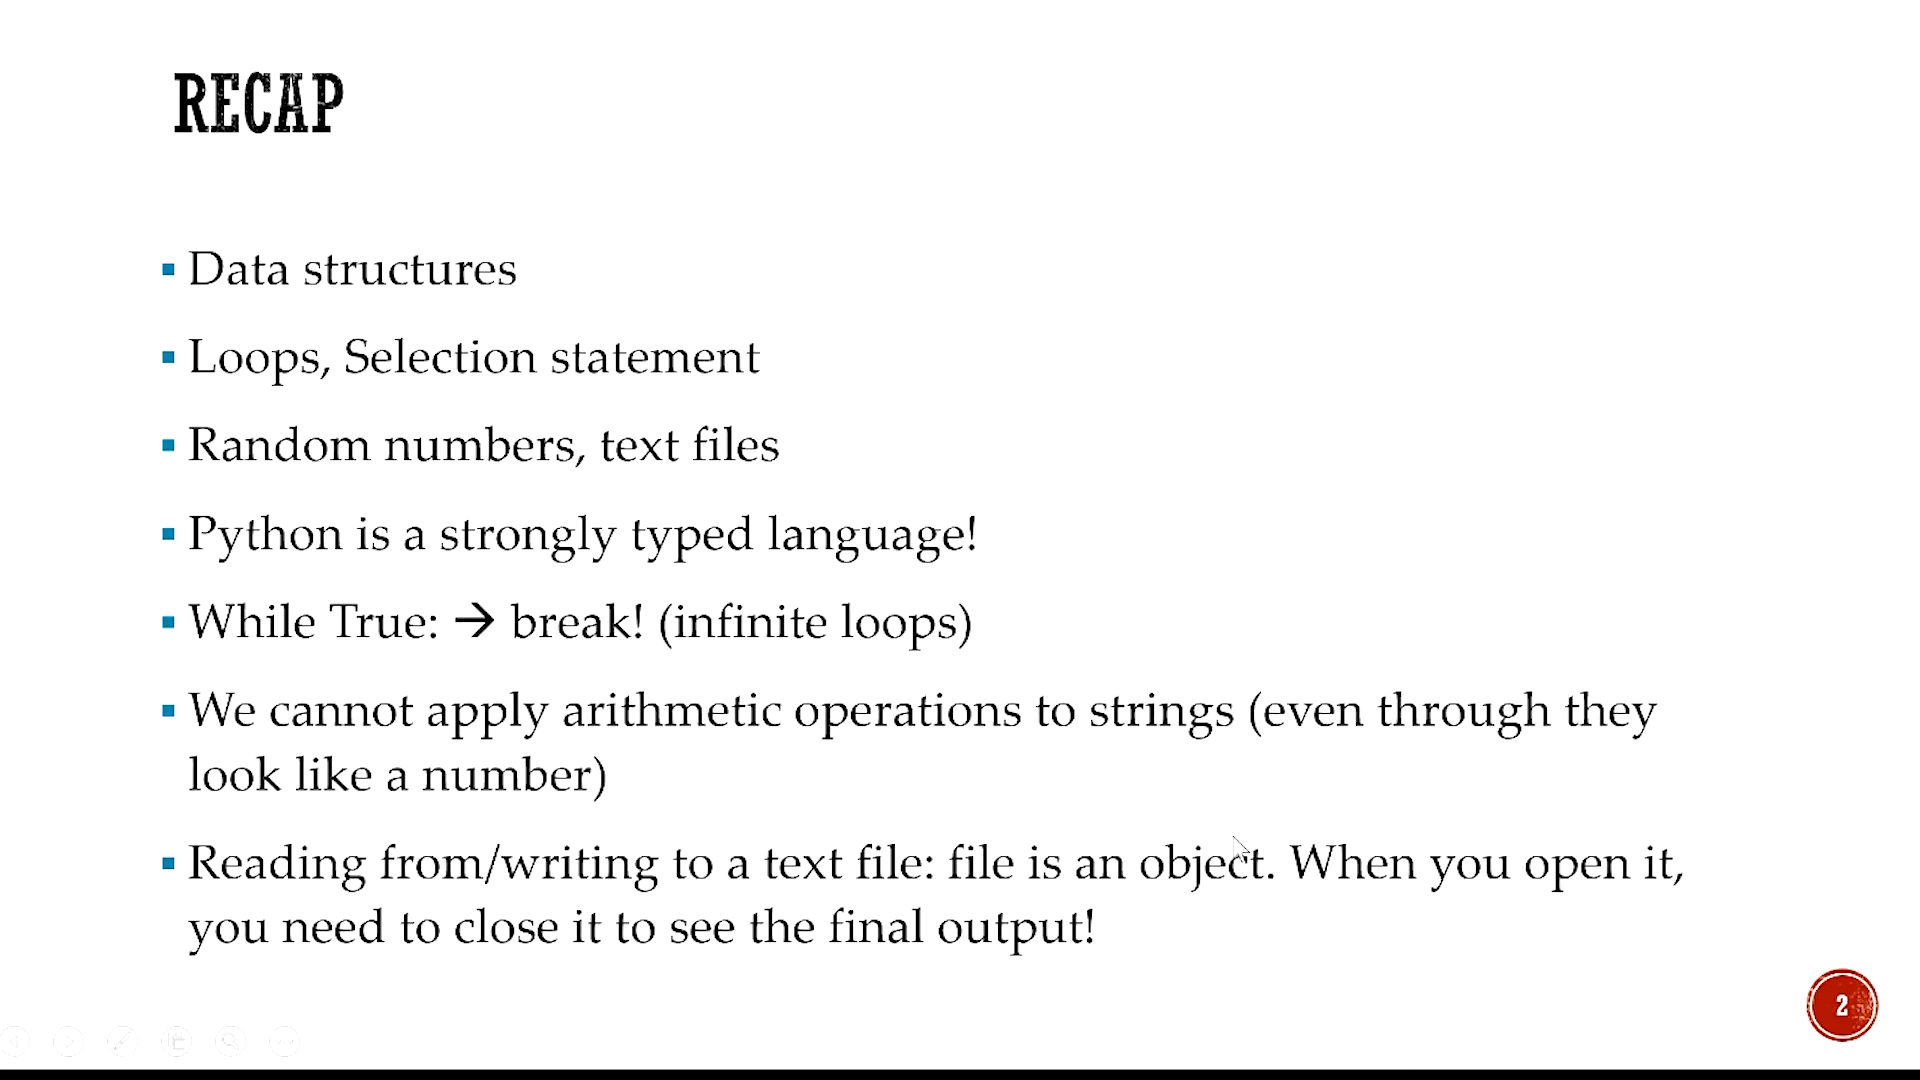 RECAP
▪ Data structures
▪ Loops, Selection statement
▪ Random numbers, text files
▪ Python is a strongly typed language!
▪ While True: → break! (infinite loops)
▪ We cannot apply arithmetic operations to strings (even through they
look like a number)
▪ Reading from/writing to a text file: file is an object. When you open it,
you need to close it to see the final output!
2